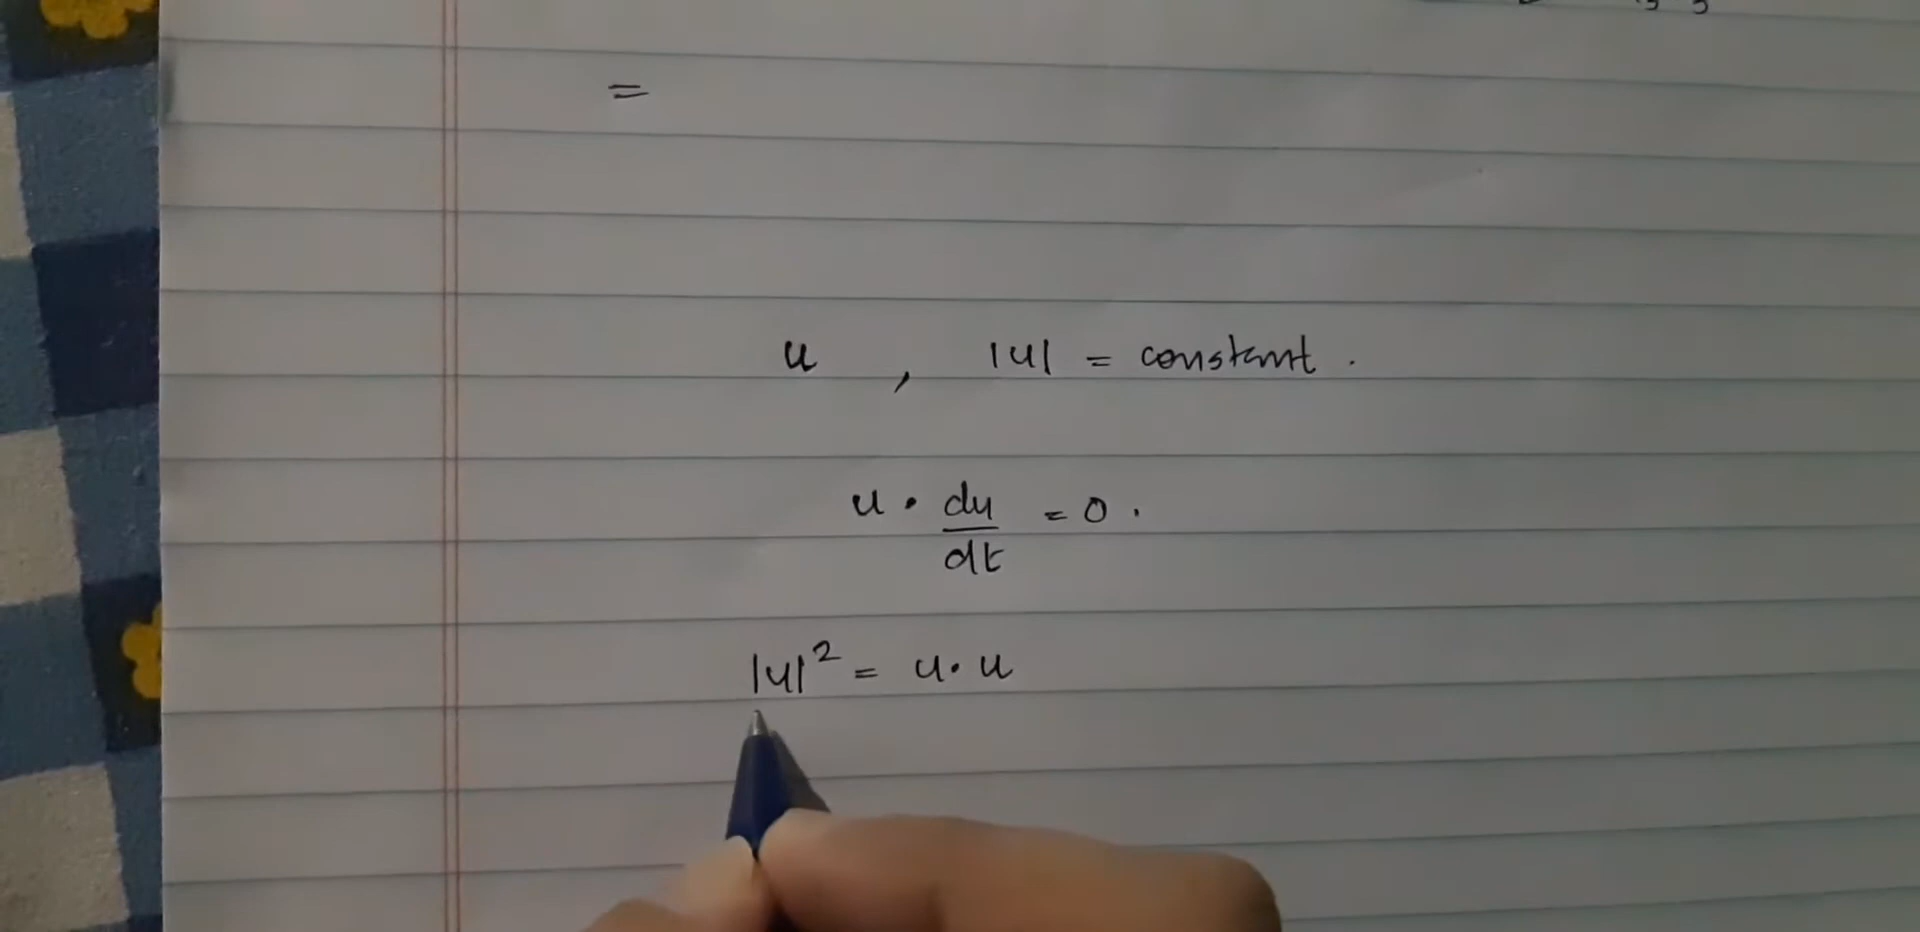 =
u , |u| = constant .
u · du/dt = 0 .
|u|² = u · u